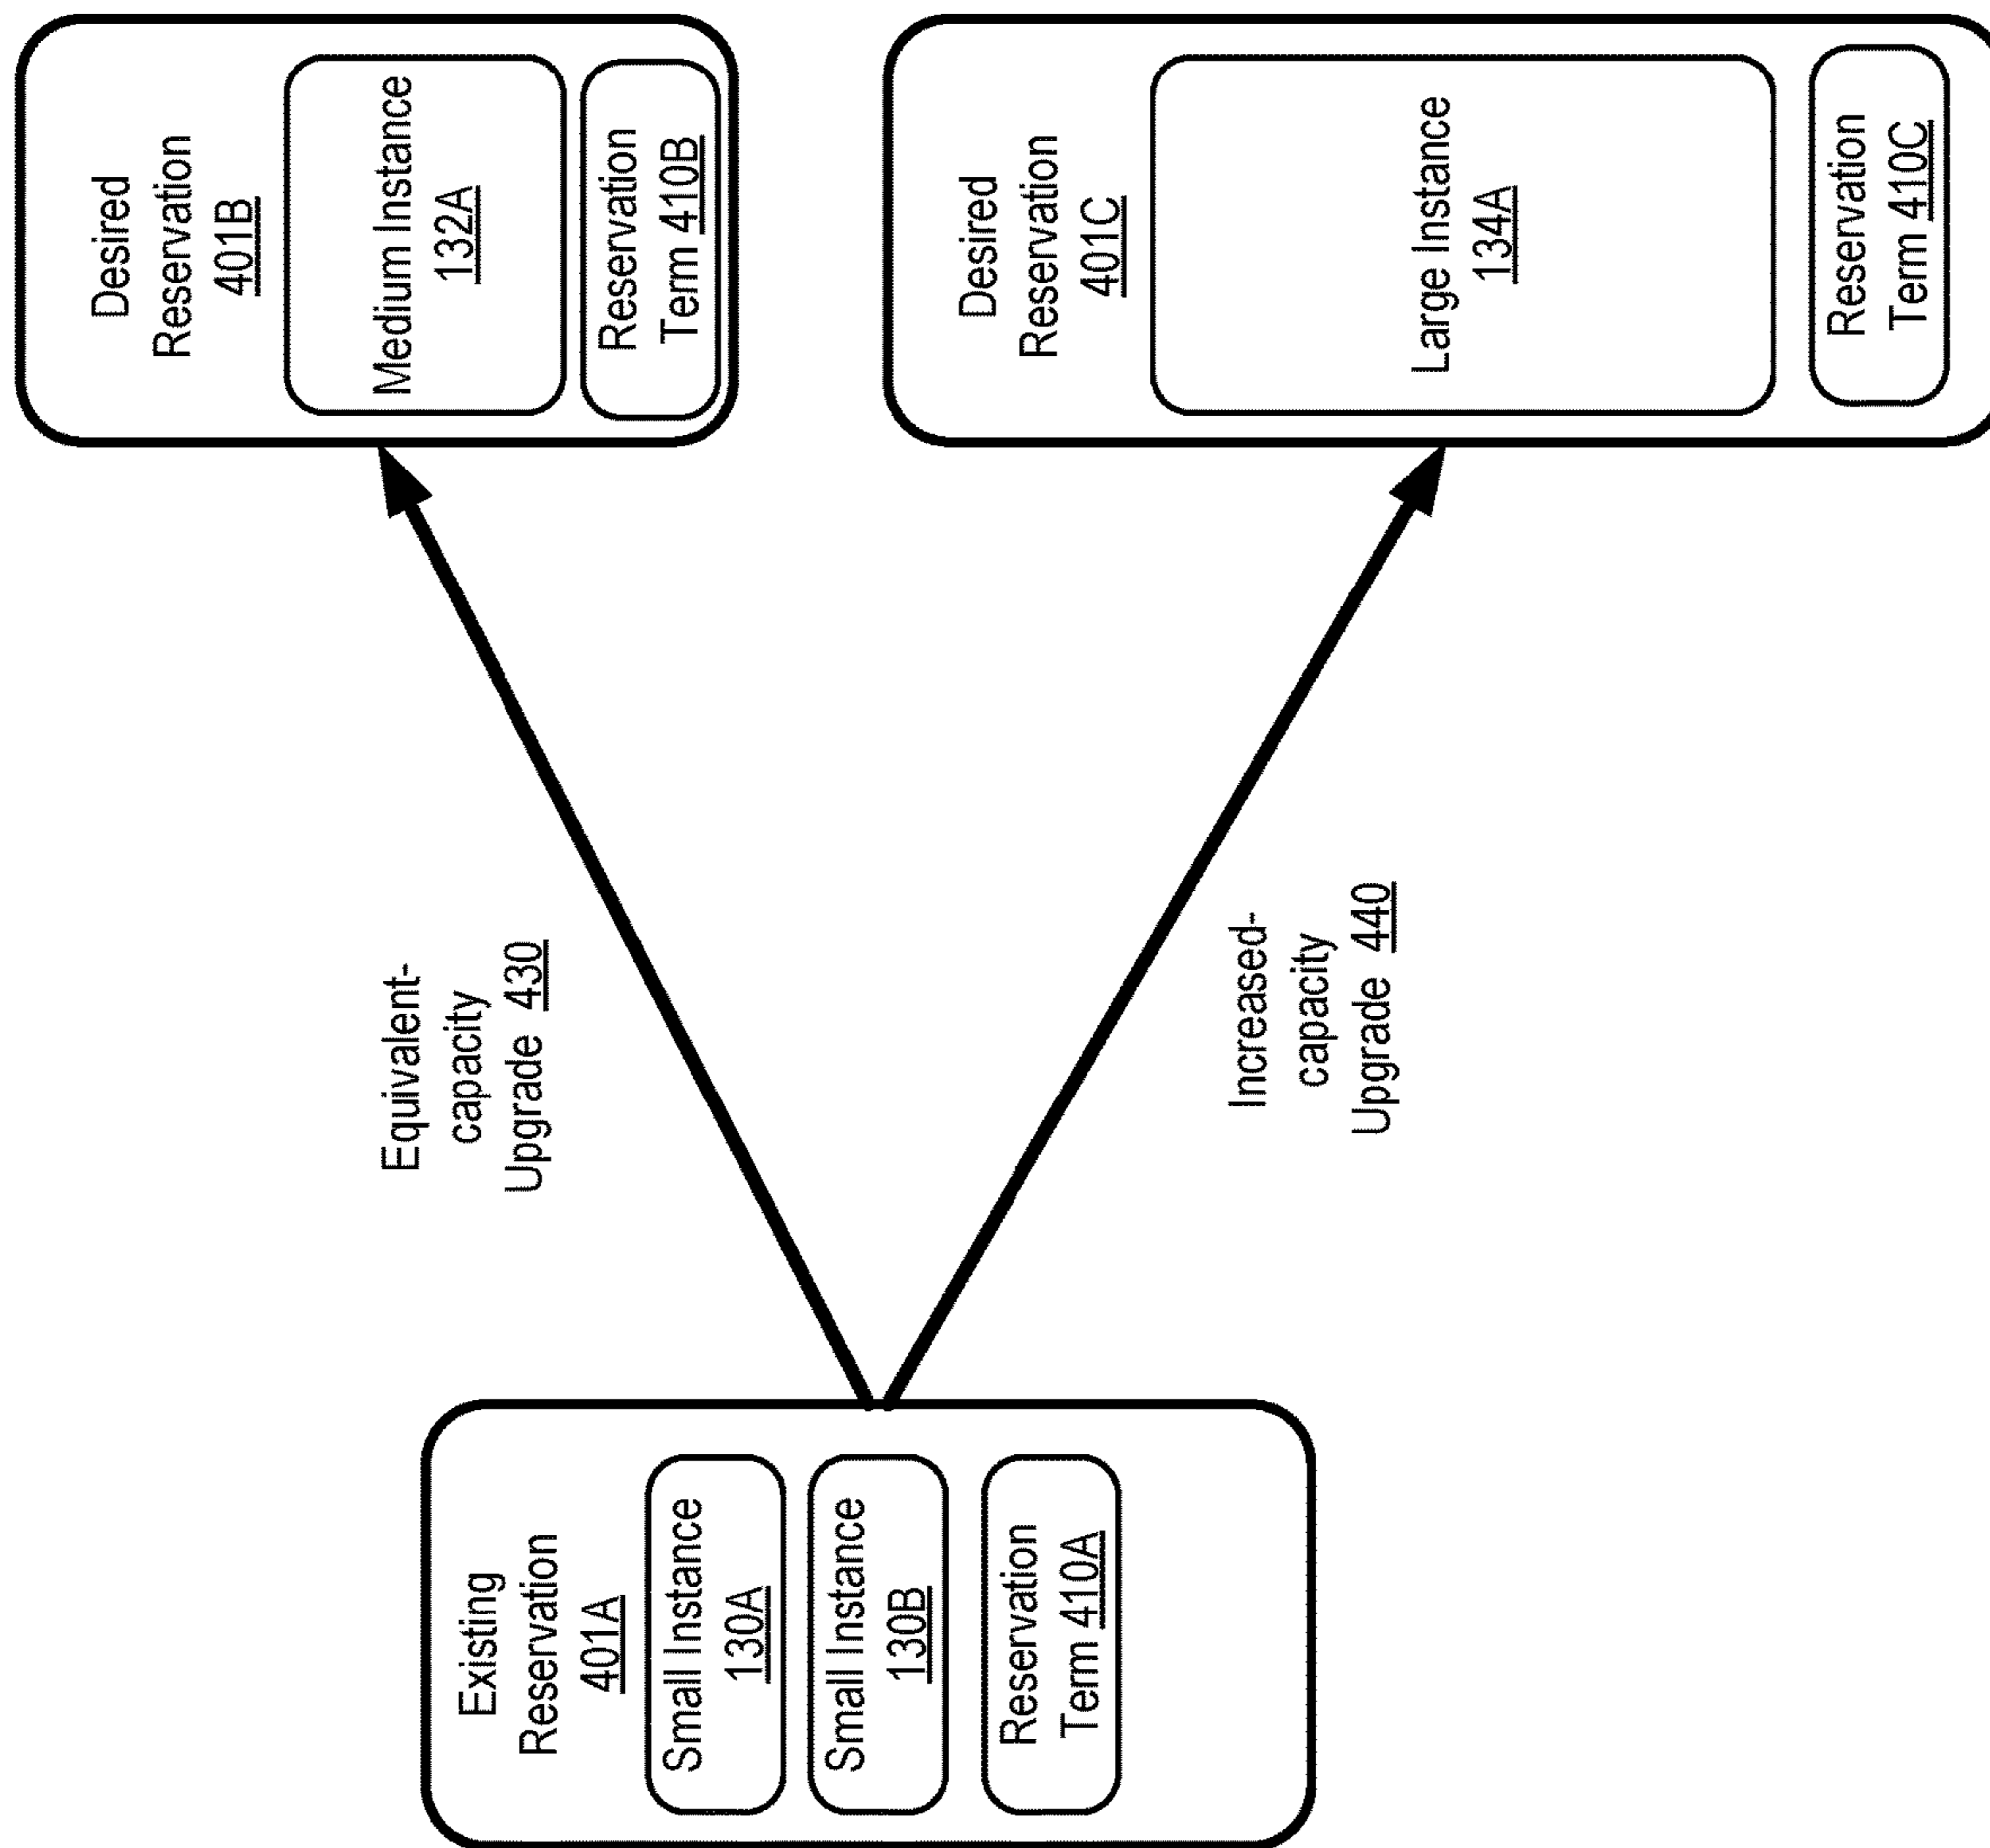 Existing
Reservation
401A
Small Instance
130A
Small Instance
130B
Reservation
Term 410A
Equivalent-
capacity
Upgrade 430
Increased-
capacity
Upgrade 440
Desired
Reservation
401B
Medium Instance
132A
Reservation
Term 410B
Desired
Reservation
401C
Large Instance
134A
Reservation
Term 410C